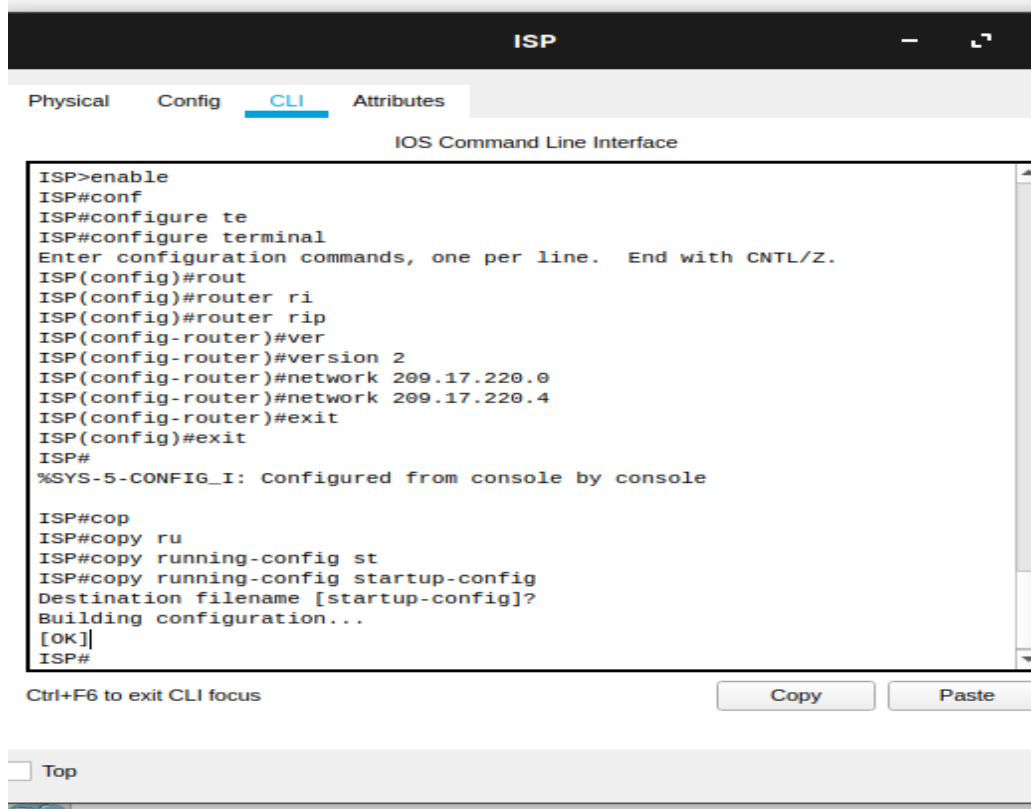 ISP
Physical Config CLI Attributes
IOS Command Line Interface
ISP>enable
ISP#conf
ISP#configure te
ISP#configure terminal
Enter configuration commands, one per line.  End with CNTL/Z.
ISP(config)#rout
ISP(config)#router ri
ISP(config)#router rip
ISP(config-router)#ver
ISP(config-router)#version 2
ISP(config-router)#network 209.17.220.0
ISP(config-router)#network 209.17.220.4
ISP(config-router)#exit
ISP(config)#exit
ISP#
%SYS-5-CONFIG_I: Configured from console by console
ISP#cop
ISP#copy ru
ISP#copy running-config st
ISP#copy running-config startup-config
Destination filename [startup-config]?
Building configuration...
[OK]
ISP#
Ctrl+F6 to exit CLI focus Copy Paste
Top